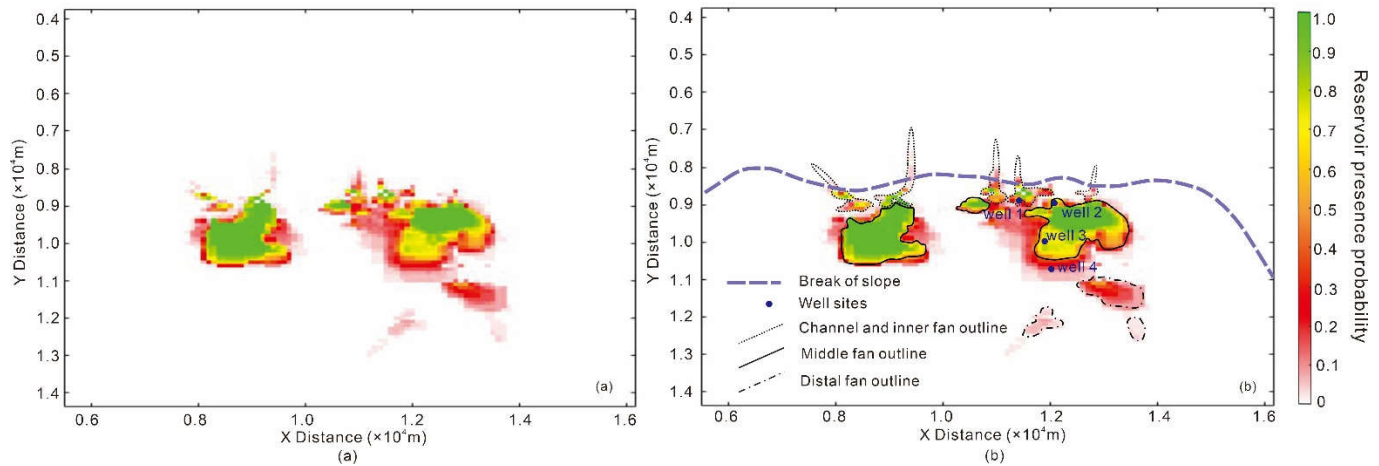 0.4
0.5
0.6
0.7
0.8
0.9
1.0
1.1
1.2
1.3
1.4
Y Distance (×10⁴m)
(a)
0.6
0.8
1.0
1.2
1.4
1.6
X Distance (×10⁴m)
(a)
0.4
0.5
0.6
0.7
0.8
0.9
1.0
1.1
1.2
1.3
1.4
Y Distance (×10⁴m)
well 1
well 2
well 3
well 4
Break of slope
Well sites
Channel and inner fan outline
Middle fan outline
Distal fan outline
(b)
0.6
0.8
1.0
1.2
1.4
1.6
X Distance (×10⁴m)
(b)
1.0
0.9
0.8
0.7
0.6
0.5
0.4
0.3
0.2
0.1
0
Reservoir presence probability